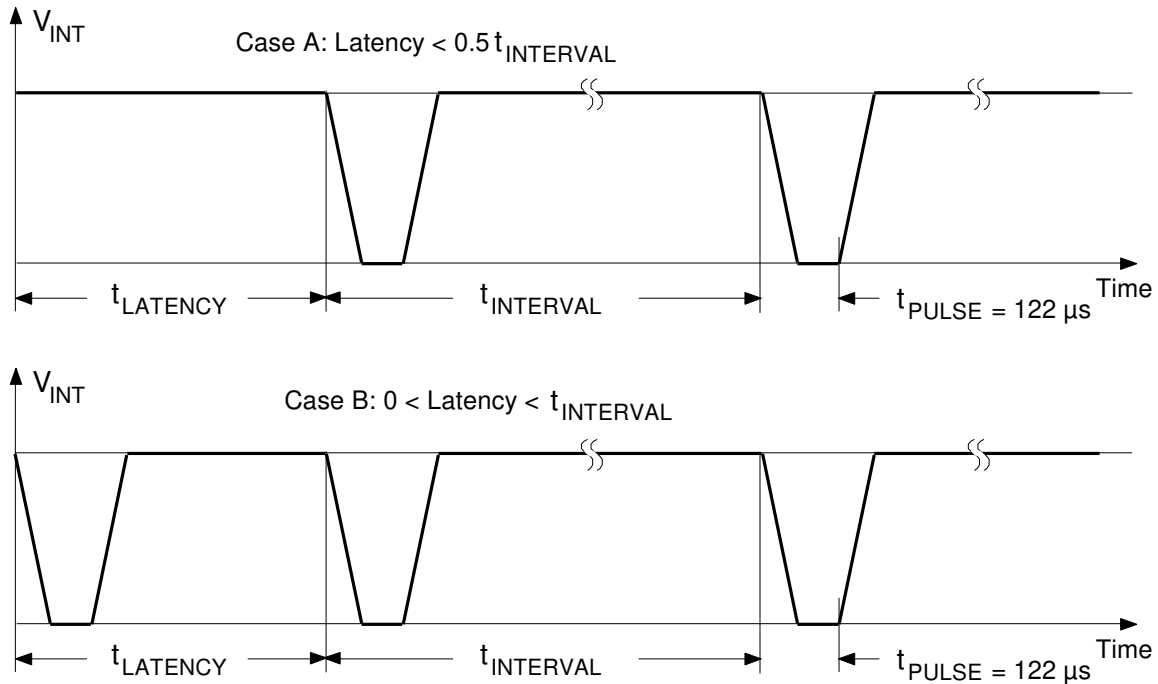 V_INT
Case A: Latency < 0.5 t_INTERVAL
t_LATENCY
t_INTERVAL
t_PULSE = 122 µs
Time
V_INT
Case B: 0 < Latency < t_INTERVAL
t_LATENCY
t_INTERVAL
t_PULSE = 122 µs
Time